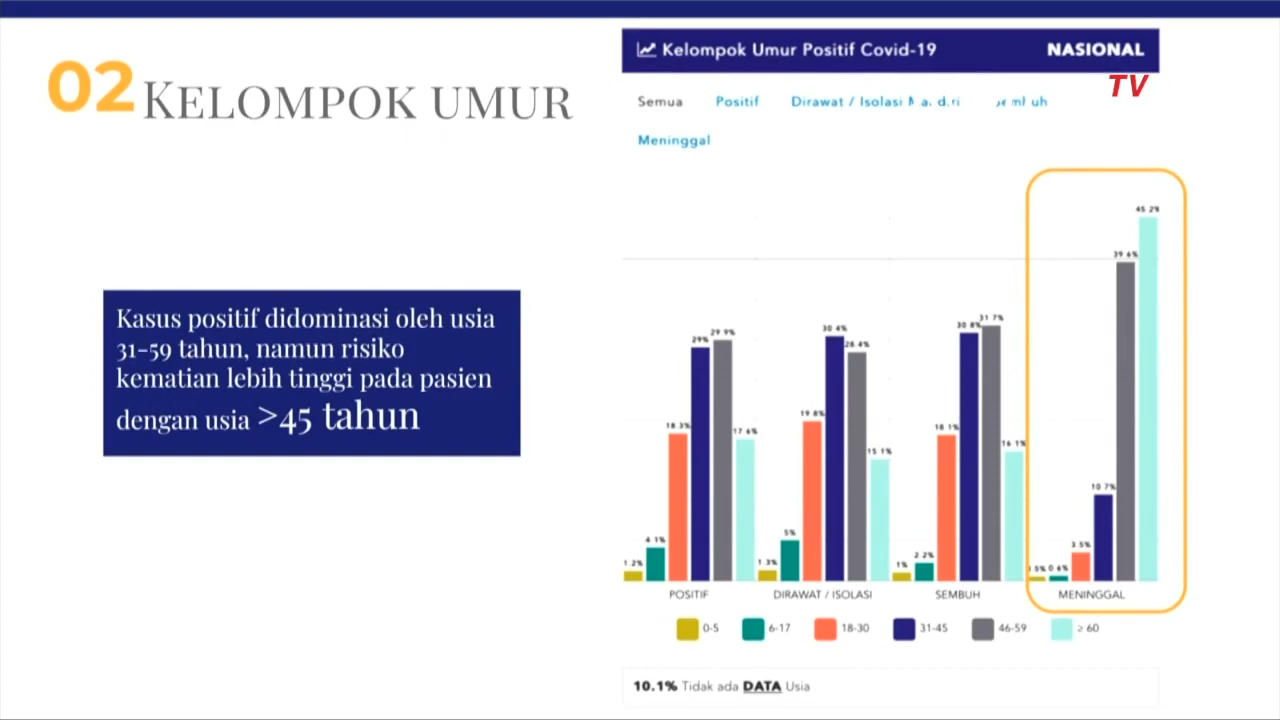 02 KELOMPOK UMUR
Kasus positif didominasi oleh usia
31-59 tahun, namun risiko
kematian lebih tinggi pada pasien
dengan usia >45 tahun
Kelompok Umur Positif Covid-19 NASIONAL
TV
Semua Positif Dirawat / Isolasi
Meninggal
1.2% 4.1% 18.3% 29% 29.9% 17.6%
1.3% 5% 19.8% 30.4% 28.4% 15.1%
1% 2.2% 18.1% 30.8% 31.7% 16.1%
0.6% 3.5% 10.7% 39.6% 45.2%
POSITIF DIRAWAT / ISOLASI SEMBUH MENINGGAL
0-5 6-17 18-30 31-45 46-59 ≥ 60
10.1% Tidak ada DATA Usia